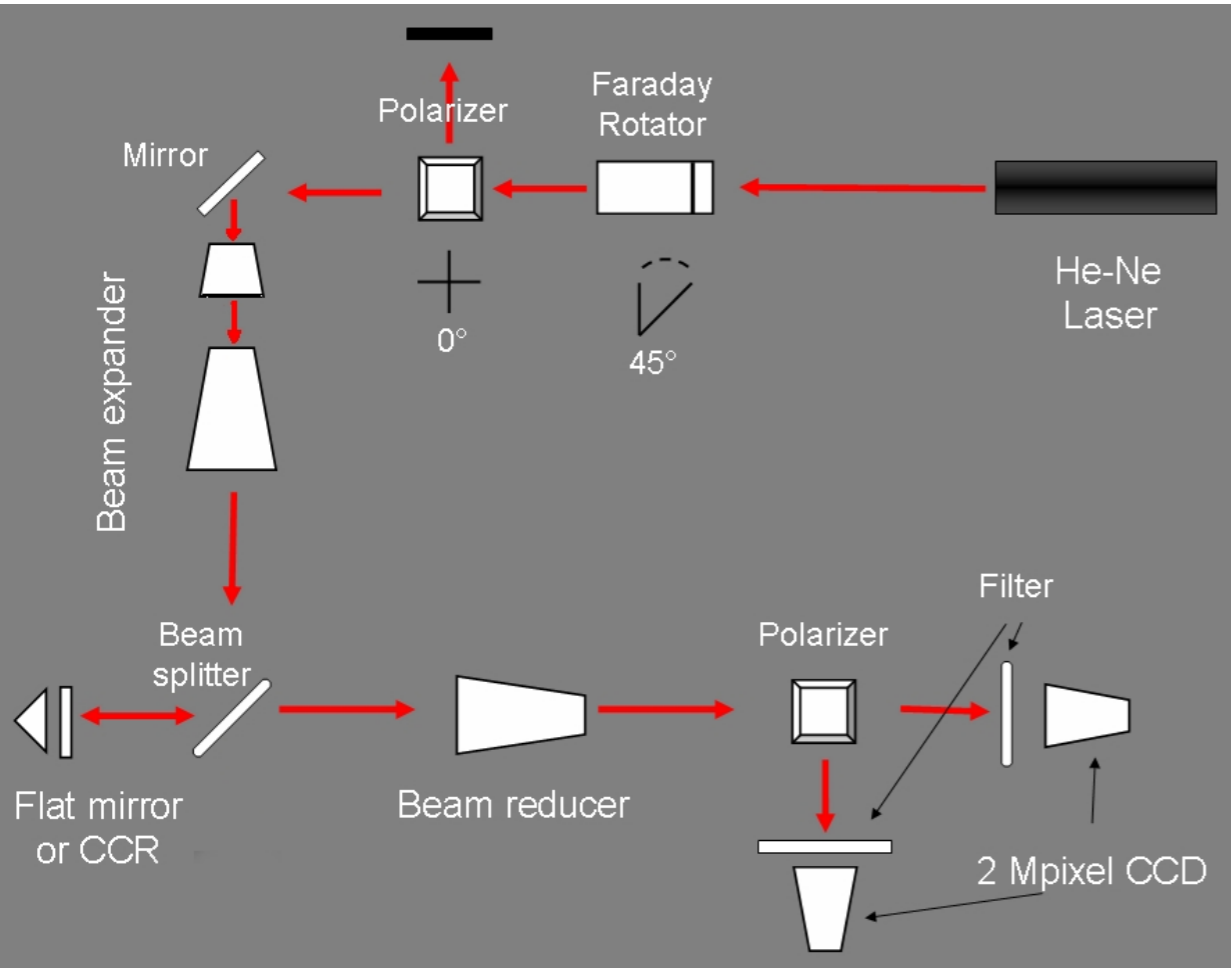 Faraday
Rotator
Polarizer
Mirror
He-Ne
Laser
0°
45°
Beam expander
Filter
Beam
splitter
Polarizer
Flat mirror
or CCR
Beam reducer
2 Mpixel CCD